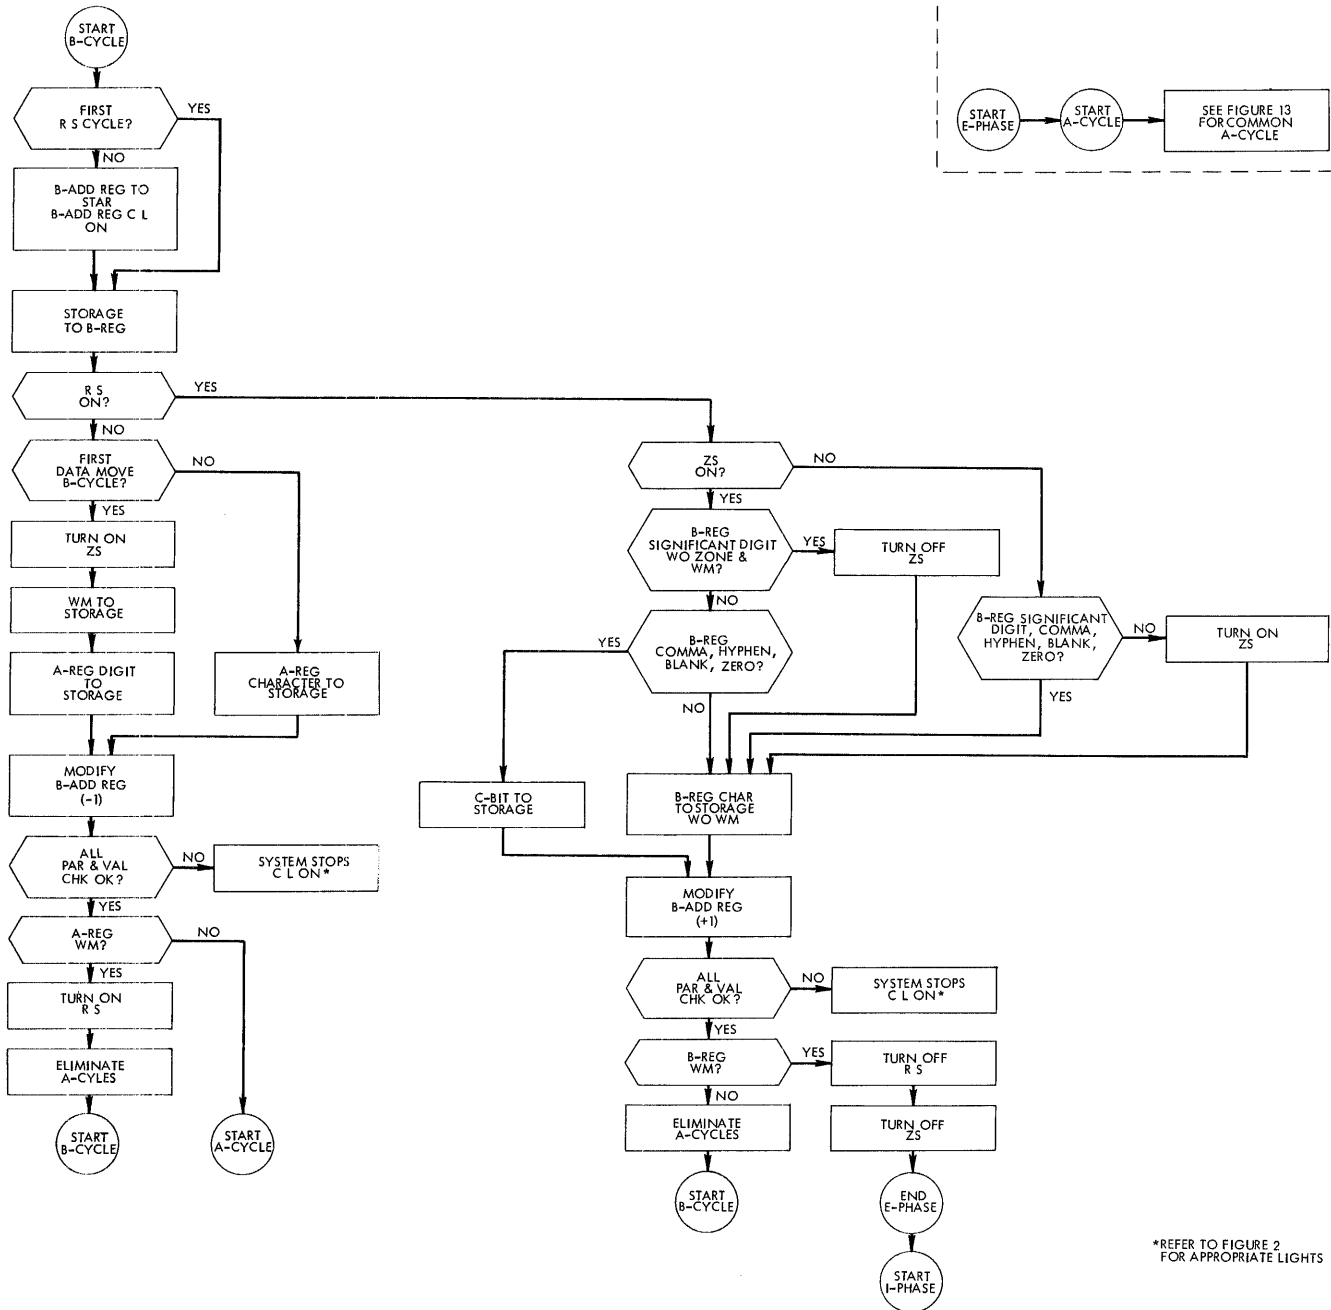 START
B-CYCLE
FIRST
R S CYCLE?
YES
NO
B-ADD REG TO
STAR
B-ADD REG C L
ON
STORAGE
TO B-REG
R S
ON?
YES
NO
FIRST
DATA MOVE
B-CYCLE?
NO
YES
TURN ON
ZS
WM TO
STORAGE
A-REG DIGIT
TO
STORAGE
A-REG
CHARACTER TO
STORAGE
MODIFY
B-ADD REG
(-1)
ALL
PAR & VAL
CHK OK?
NO
SYSTEM STOPS
C L ON*
YES
A-REG
WM?
NO
YES
TURN ON
R S
ELIMINATE
A-CYLES
START
B-CYCLE
START
A-CYCLE
START
E-PHASE
START
A-CYCLE
SEE FIGURE 13
FOR COMMON
A-CYCLE
ZS
ON?
NO
YES
B-REG
SIGNIFICANT DIGIT
WO ZONE &
WM?
YES
TURN OFF
ZS
NO
B-REG
COMMA, HYPHEN,
BLANK, ZERO?
YES
NO
B-REG SIGNIFICANT
DIGIT, COMMA,
HYPHEN, BLANK,
ZERO?
NO
TURN ON
ZS
YES
C-BIT TO
STORAGE
B-REG CHAR
TO STORAGE
WO WM
MODIFY
B-ADD REG
(+1)
ALL
PAR & VAL
CHK OK?
NO
SYSTEM STOPS
C L ON*
YES
B-REG
WM?
YES
TURN OFF
R S
NO
ELIMINATE
A-CYCLES
TURN OFF
ZS
START
B-CYCLE
END
E-PHASE
START
I-PHASE
*REFER TO FIGURE 2
FOR APPROPRIATE LIGHTS